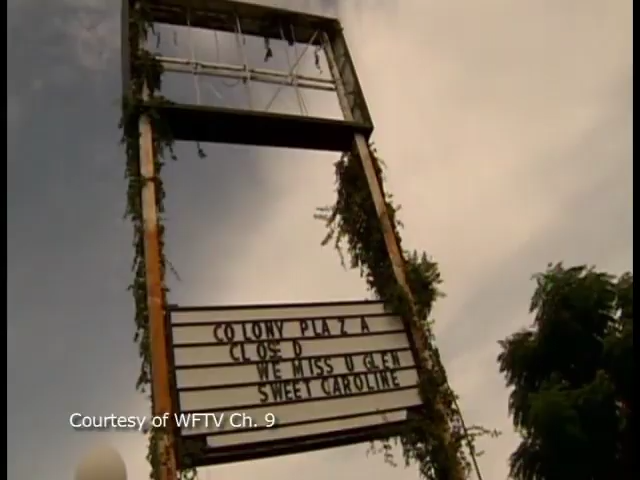 COLONY PLAZA
CLOSED
WE MISS U GLEN
SWEET CAROLINE
Courtesy of WFTV Ch. 9